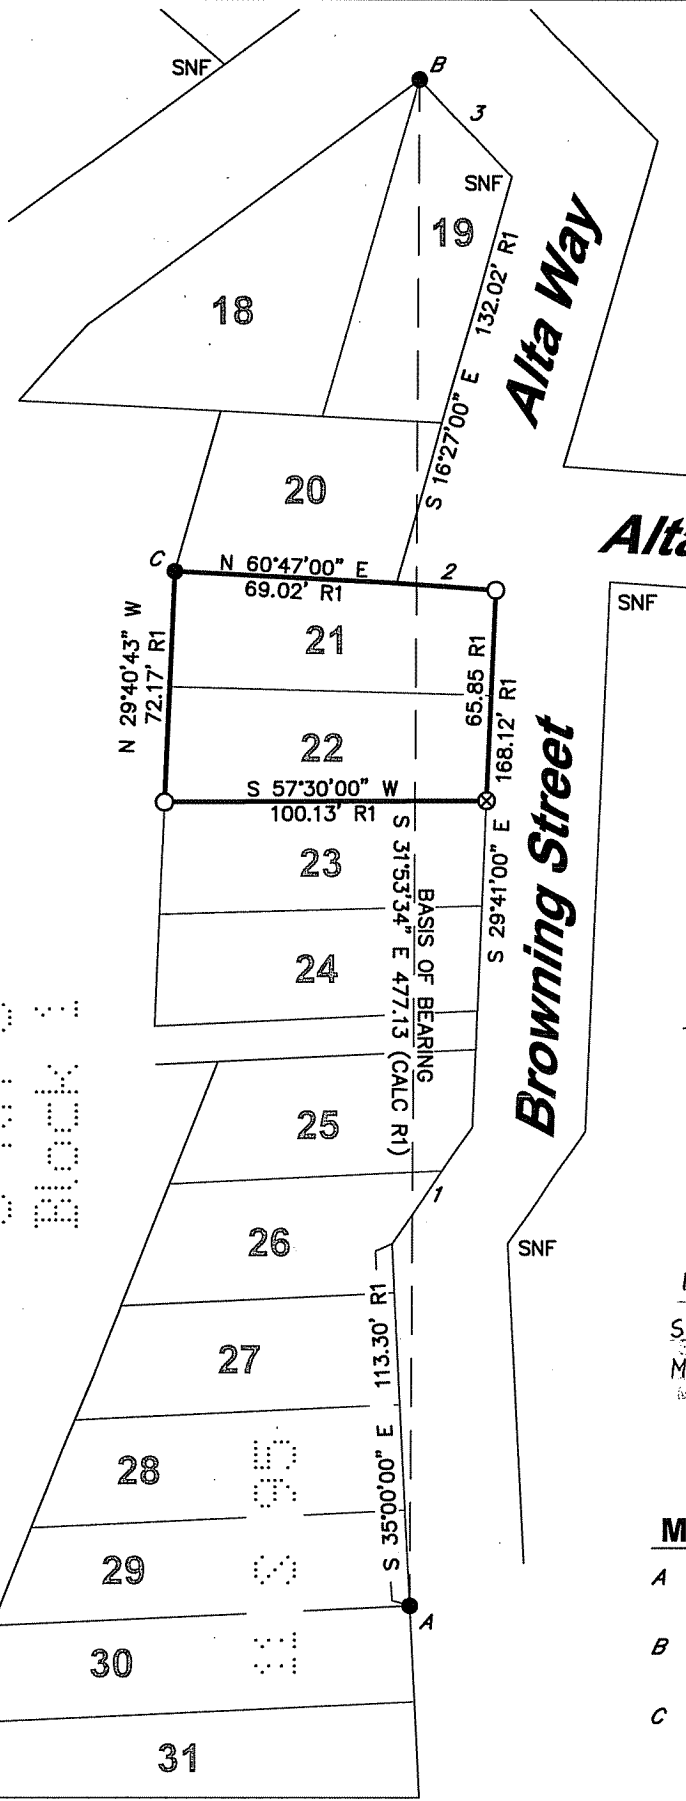 SNF
B
3
SNF
19
18
132.02' R1
S 16°27'00" E
Alta Way
20
C
N 60°47'00" E
69.02' R1
2
SNF
N 29°40'43" W
72.17' R1
21
65.85 R1
168.12' R1
22
S 57°30'00" W
100.13' R1
23
S 29°41'00" E
Browning Street
BASIS OF BEARING
S 31°53'34" E 477.13 (CALC R1)
24
Block 1
25
1
26
SNF
113.30' R1
S 35°00'00" E
27
28
29
A
30
31
M
A
B
C